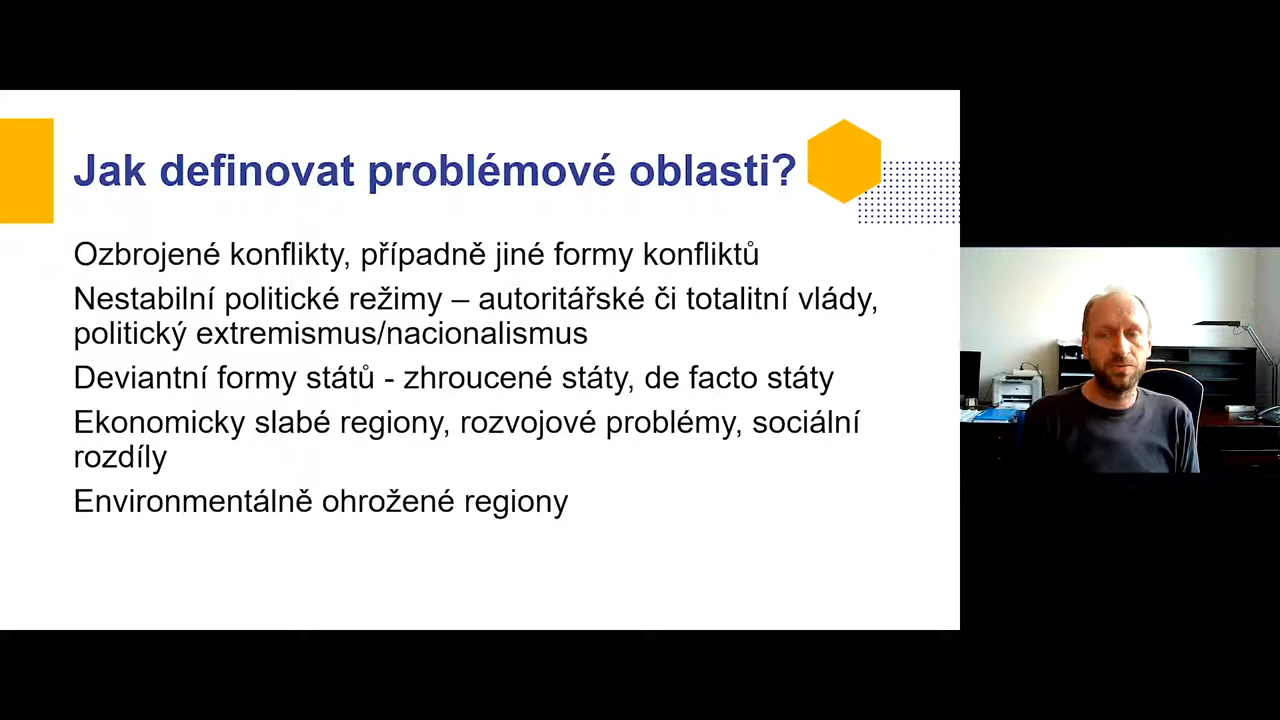 Jak definovat problémové oblasti?
Ozbrojené konflikty, případně jiné formy konfliktů
Nestabilní politické režimy – autoritářské či totalitní vlády,
politický extremismus/nacionalismus
Deviantní formy států - zhroucené státy, de facto státy
Ekonomicky slabé regiony, rozvojové problémy, sociální
rozdíly
Environmentálně ohrožené regiony